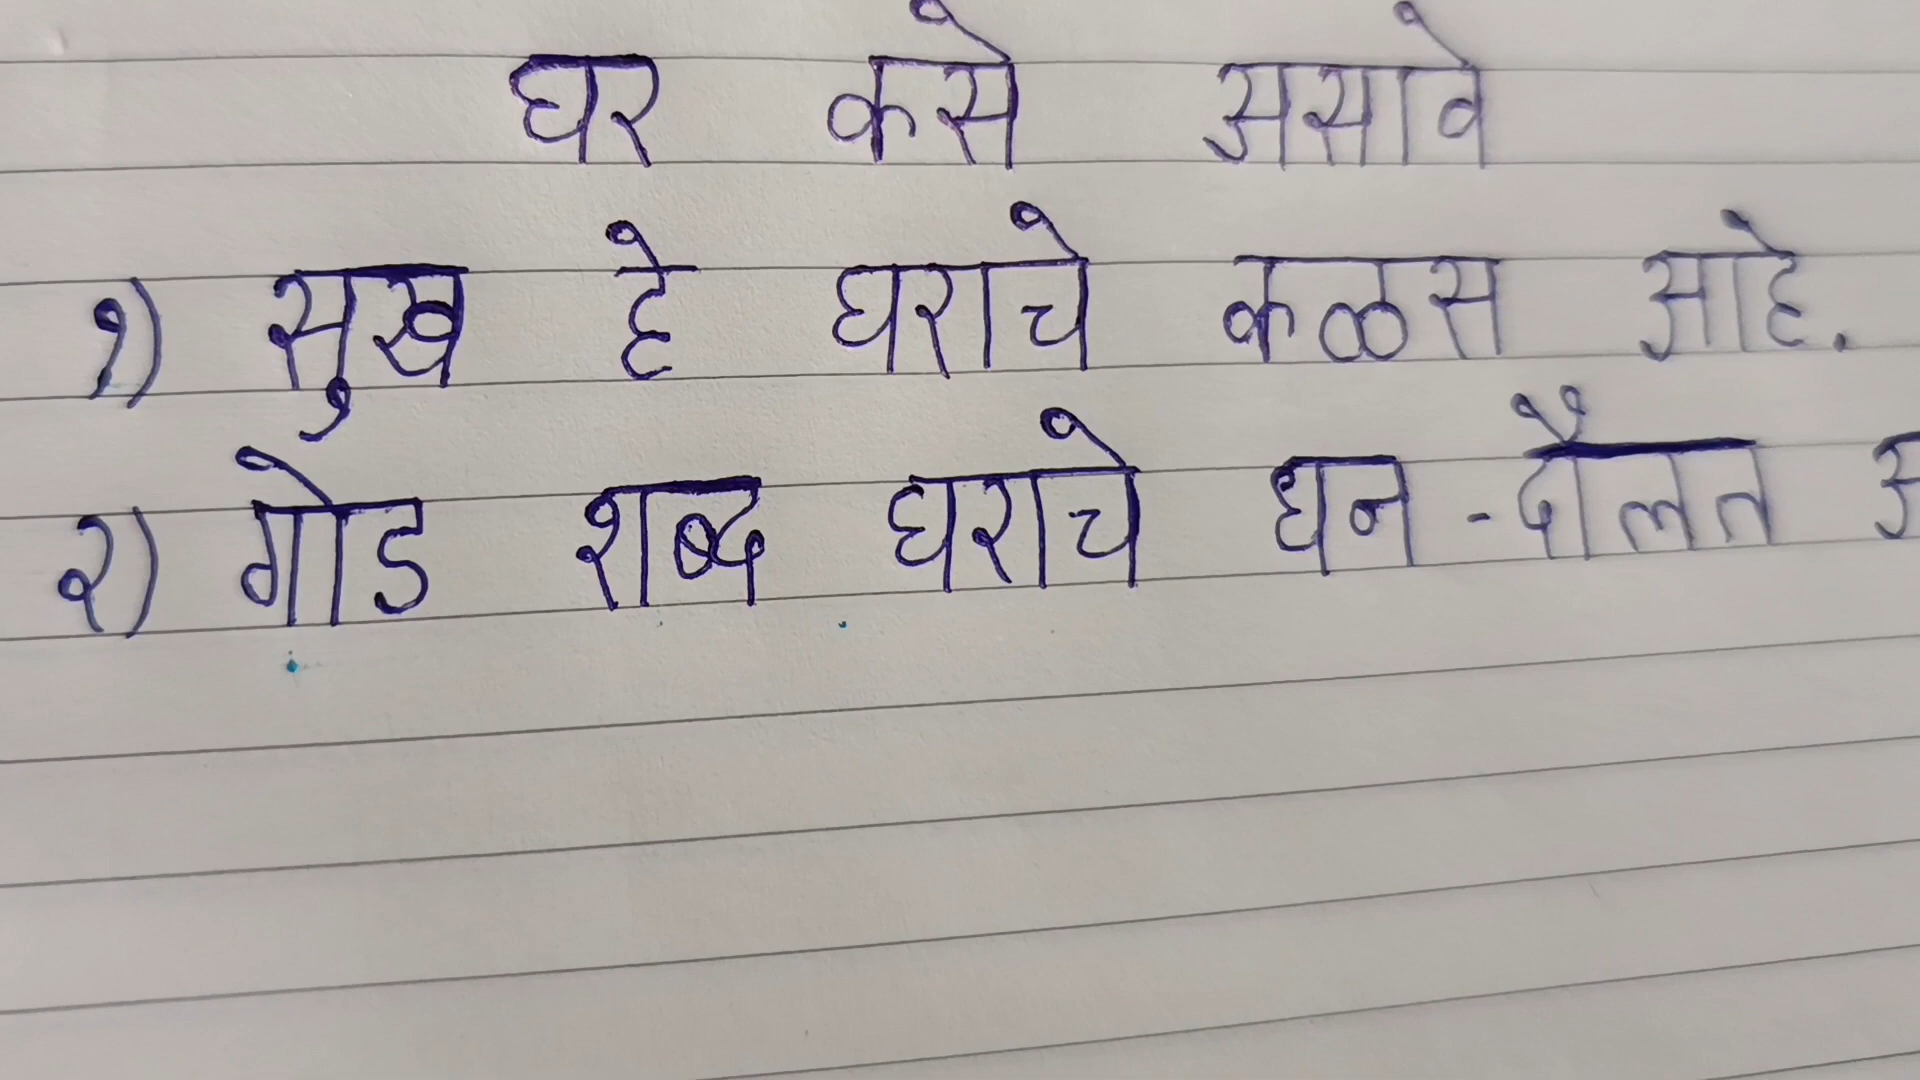 घर कसे असावे
१) सुख हे घराचे कळस आहे.
२) गोड शब्द घराचे धन-दौलत